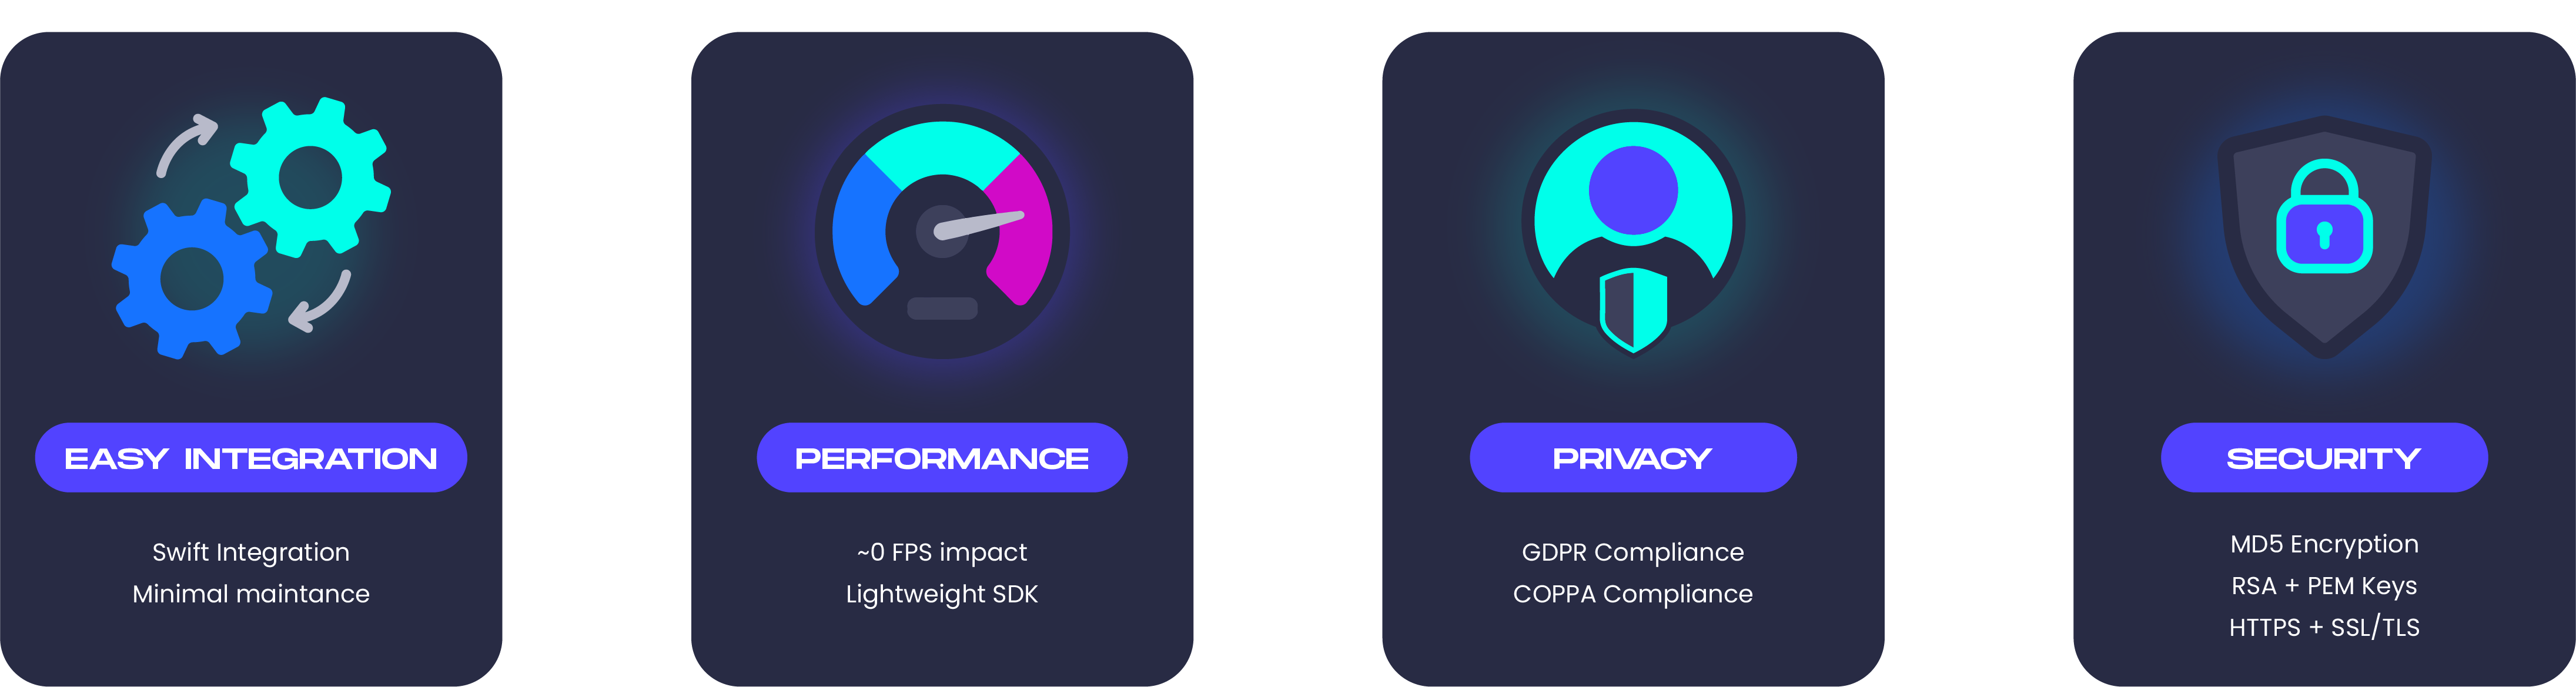 EASY INTEGRATION
Swift Integration
Minimal maintance
PERFORMANCE
~0 FPS impact
Lightweight SDK
PRIVACY
GDPR Compliance
COPPA Compliance
SECURITY
MD5 Encryption
RSA + PEM Keys
HTTPS + SSL/TLS